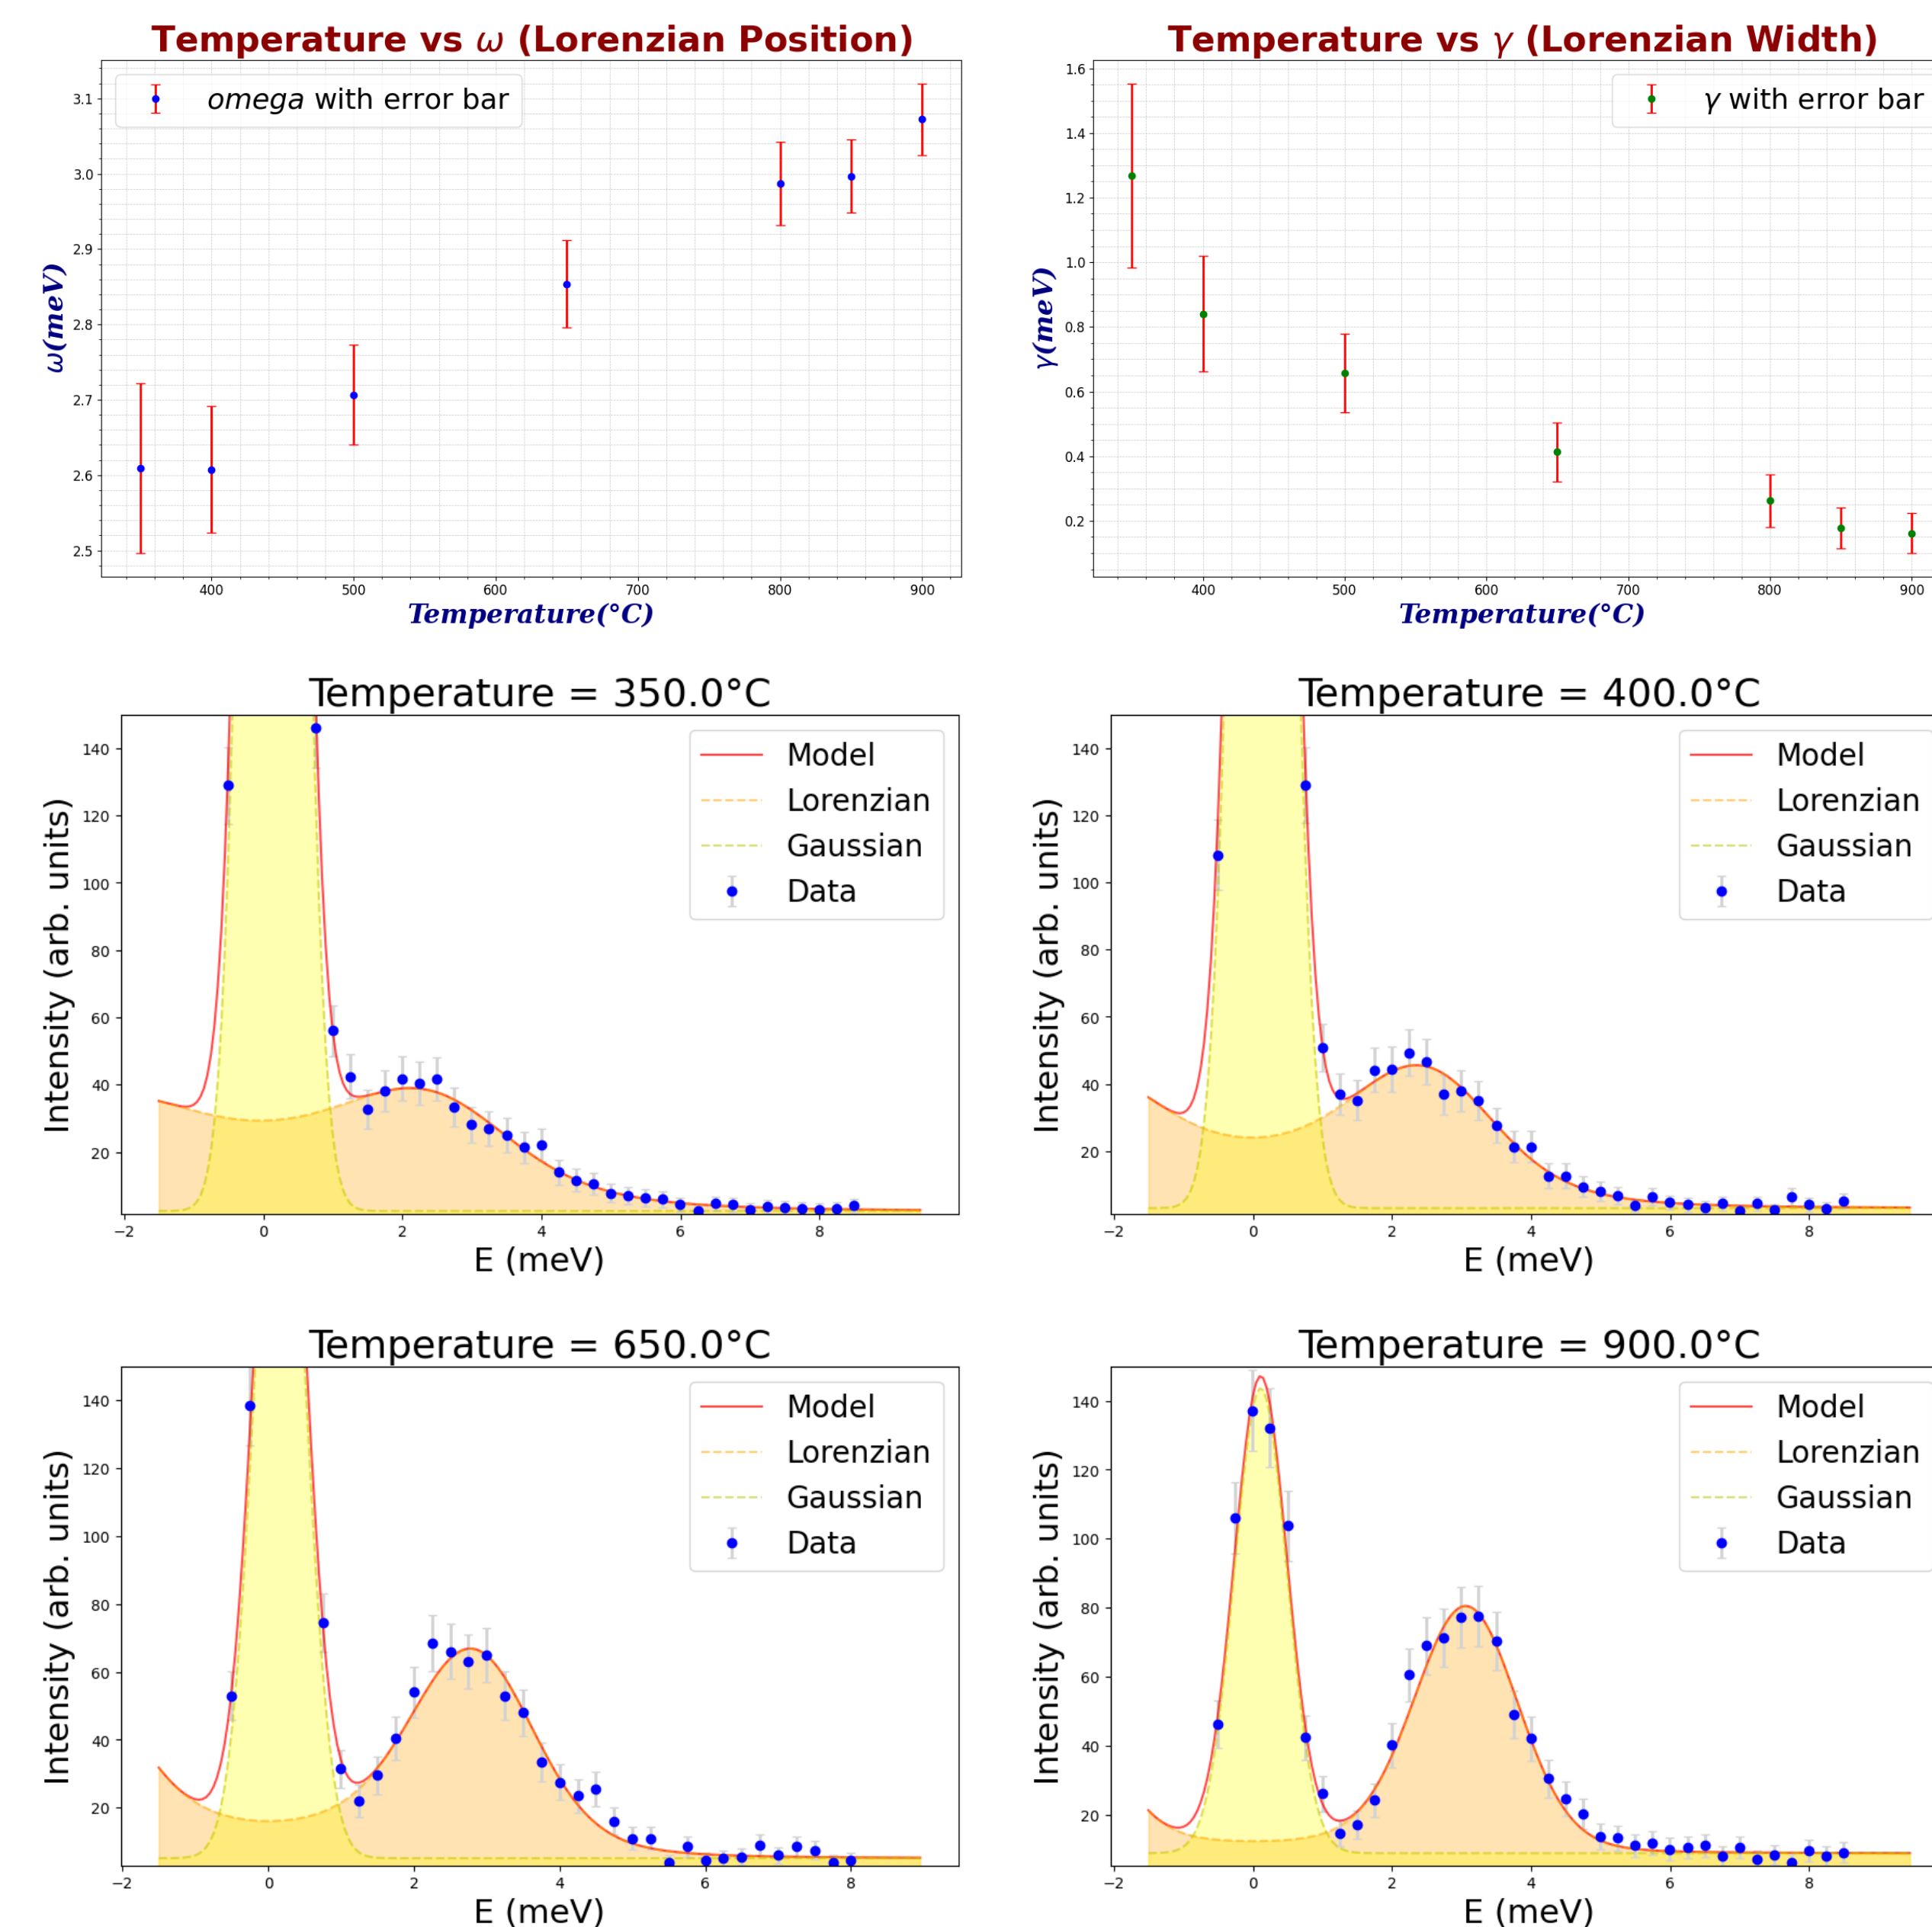 Temperature vs ω (Lorenzian Position)
omega with error bar
ω(meV)
3.1
3.0
2.9
2.8
2.7
2.6
2.5
400 500 600 700 800 900
Temperature(°C)
Temperature vs γ (Lorenzian Width)
γ with error bar
γ(meV)
1.6
1.4
1.2
1.0
0.8
0.6
0.4
0.2
400 500 600 700 800 900
Temperature(°C)
Temperature = 350.0°C
Model
Lorenzian
Gaussian
Data
Intensity (arb. units)
140
120
100
80
60
40
20
−2 0 2 4 6 8
E (meV)
Temperature = 400.0°C
Model
Lorenzian
Gaussian
Data
Intensity (arb. units)
140
120
100
80
60
40
20
−2 0 2 4 6 8
E (meV)
Temperature = 650.0°C
Model
Lorenzian
Gaussian
Data
Intensity (arb. units)
140
120
100
80
60
40
20
−2 0 2 4 6 8
E (meV)
Temperature = 900.0°C
Model
Lorenzian
Gaussian
Data
Intensity (arb. units)
140
120
100
80
60
40
20
−2 0 2 4 6 8
E (meV)